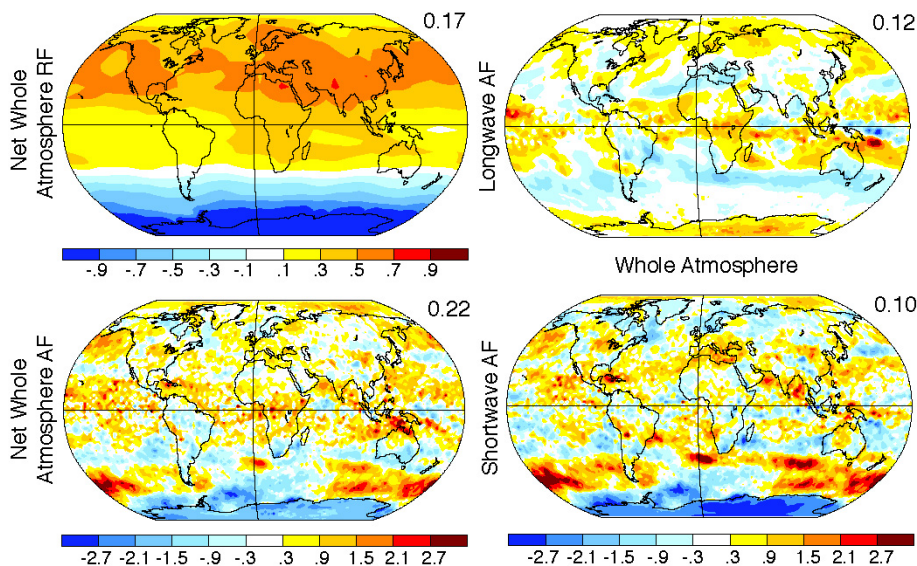 0.17
Net Whole
Atmosphere RF
-.9 -.7 -.5 -.3 -.1 .1 .3 .5 .7 .9
0.12
Longwave AF
Whole Atmosphere
0.22
Net Whole
Atmosphere AF
-2.7 -2.1 -1.5 -.9 -.3 .3 .9 1.5 2.1 2.7
0.10
Shortwave AF
-2.7 -2.1 -1.5 -.9 -.3 .3 .9 1.5 2.1 2.7